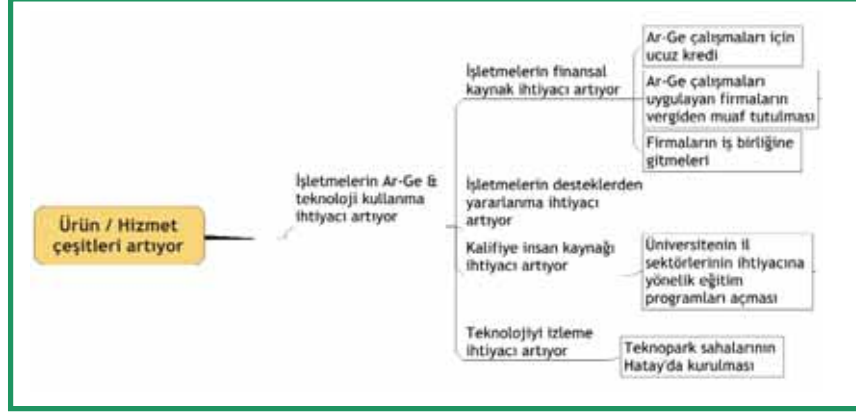 Ürün / Hizmet
çeşitleri artıyor
İşletmelerin Ar-Ge &
teknoloji kullanma
ihtiyacı artıyor
İşletmelerin finansal
kaynak ihtiyacı artıyor
Ar-Ge çalışmaları için
ucuz kredi
Ar-Ge çalışmaları
uygulayan firmaların
vergiden muaf tutulması
Firmaların iş birliğine
gitmeleri
İşletmelerin desteklerden
yararlanma ihtiyacı
artıyor
Kalifiye insan kaynağı
ihtiyacı artıyor
Üniversitenin il
sektörlerinin ihtiyacına
yönelik eğitim
programları açması
Teknolojiyi izleme
ihtiyacı artıyor
Teknopark sahalarının
Hatay'da kurulması